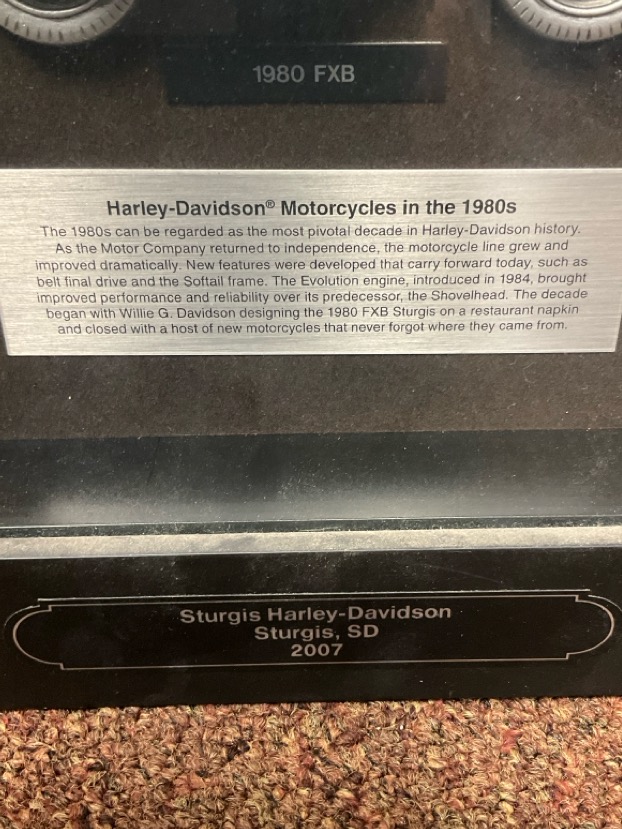 1980 FXB
Harley-Davidson® Motorcycles in the 1980s
The 1980s can be regarded as the most pivotal decade in Harley-Davidson history.
As the Motor Company returned to independence, the motorcycle line grew and
improved dramatically. New features were developed that carry forward today, such as
belt final drive and the Softail frame. The Evolution engine, introduced in 1984, brought
improved performance and reliability over its predecessor, the Shovelhead. The decade
began with Willie G. Davidson designing the 1980 FXB Sturgis on a restaurant napkin
and closed with a host of new motorcycles that never forgot where they came from.
Sturgis Harley-Davidson
Sturgis, SD
2007